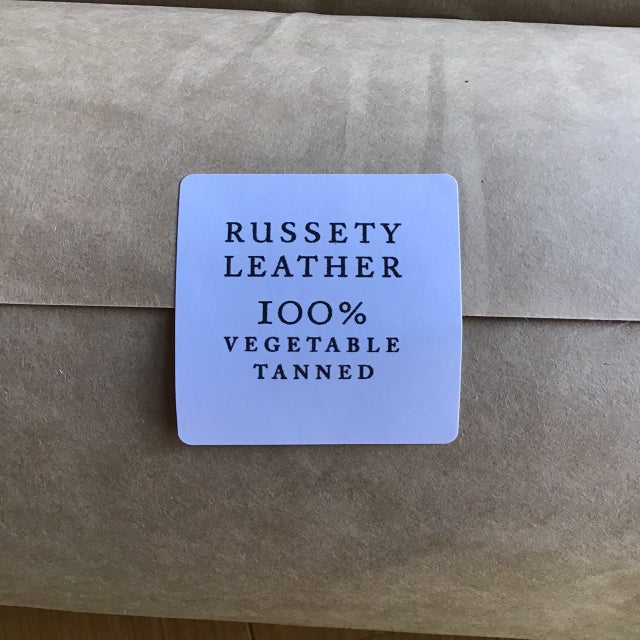 RUSSETY
LEATHER
100%
VEGETABLE
TANNED